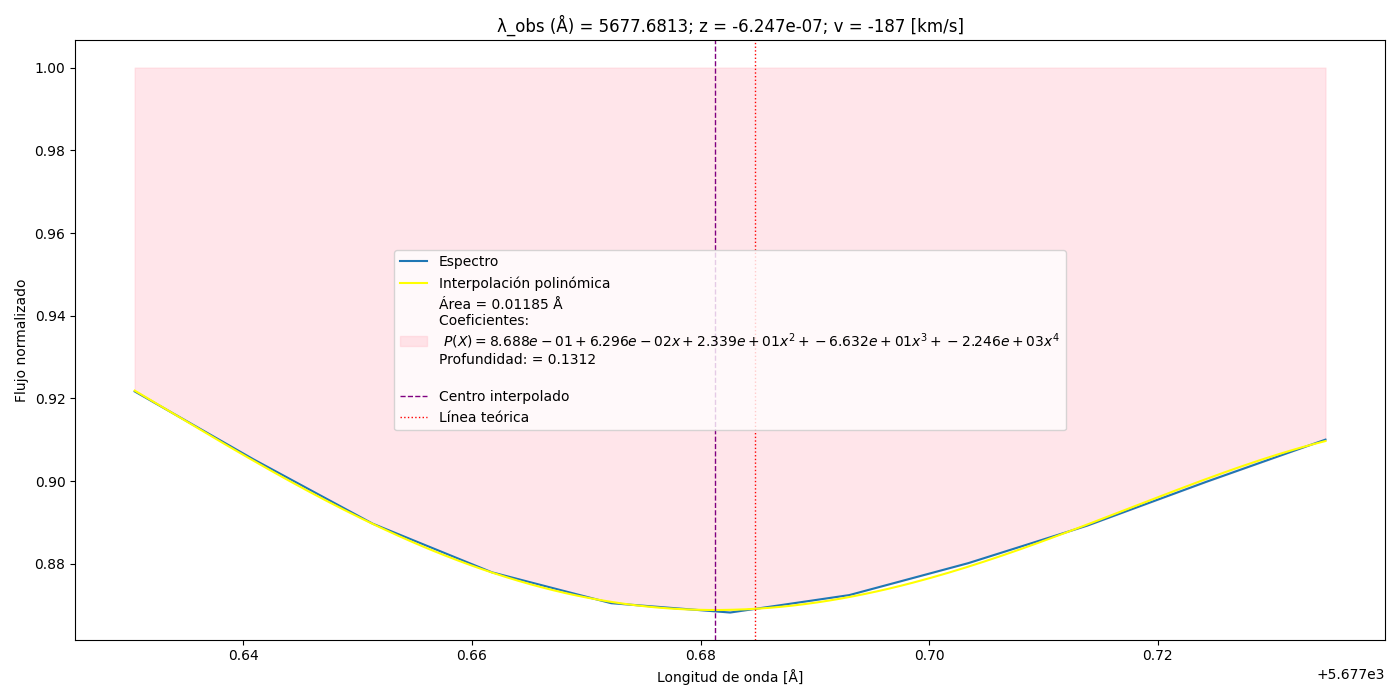 λ_obs (Å) = 5677.6813; z = -6.247e-07; v = -187 [km/s]
1.00
0.98
0.96
0.94
0.92
0.90
0.88
Flujo normalizado
Espectro
Interpolación polinómica
Área = 0.01185 Å
Coeficientes:
P(X) = 8.688e − 01 + 6.296e − 02x + 2.339e + 01x² + −6.632e + 01x³ + −2.246e + 03x⁴
Profundidad: = 0.1312
Centro interpolado
Línea teórica
0.64 0.66 0.68 0.70 0.72
Longitud de onda [Å]
+5.677e3